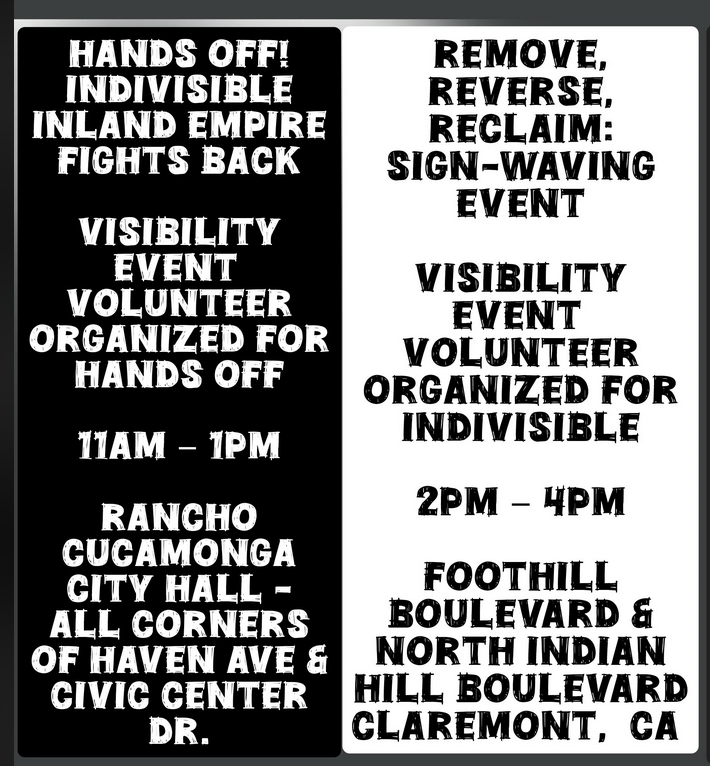 HANDS OFF!
INDIVISIBLE
INLAND EMPIRE
FIGHTS BACK
VISIBILITY
EVENT
VOLUNTEER
ORGANIZED FOR
HANDS OFF
11AM – 1PM
RANCHO
CUCAMONGA
CITY HALL -
ALL CORNERS
OF HAVEN AVE &
CIVIC CENTER
DR.
REMOVE,
REVERSE,
RECLAIM:
SIGN-WAVING
EVENT
VISIBILITY
EVENT
VOLUNTEER
ORGANIZED FOR
INDIVISIBLE
2PM – 4PM
FOOTHILL
BOULEVARD &
NORTH INDIAN
HILL BOULEVARD
CLAREMONT, CA